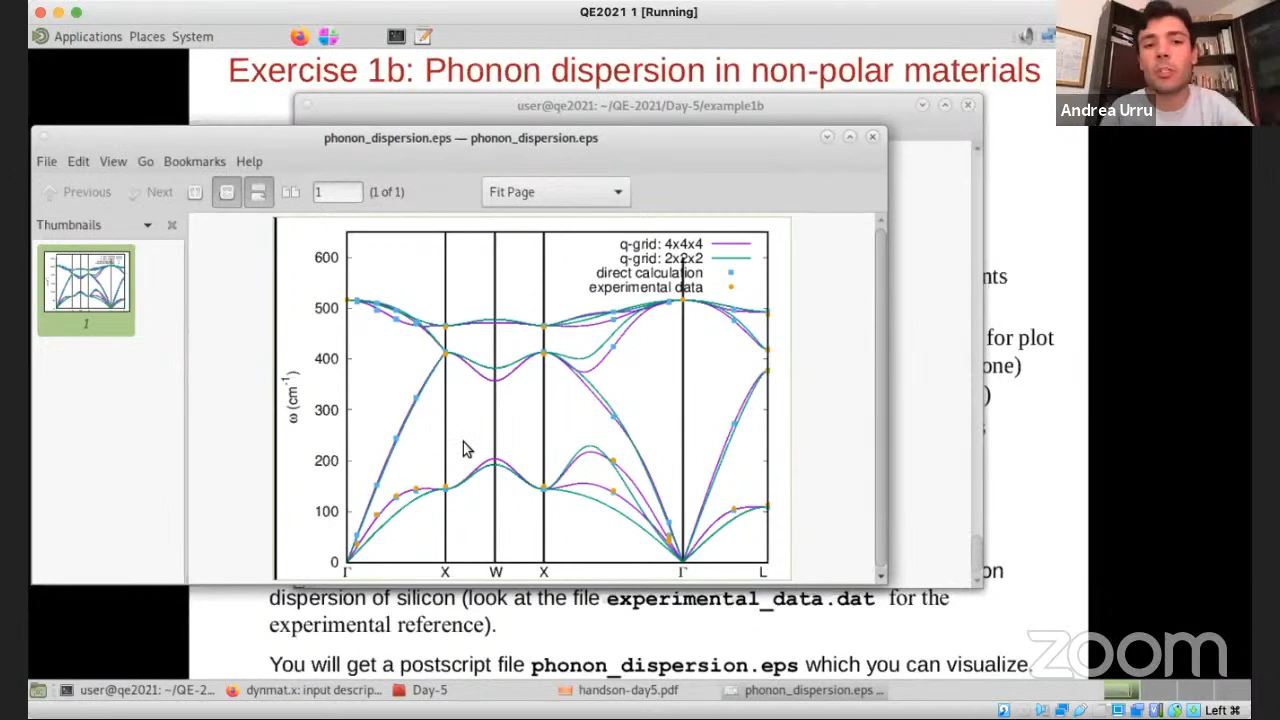 QE2021 1 [Running]
Applications Places System
Exercise 1b: Phonon dispersion in non-polar materials
Andrea Urru
user@qe2021: ~/QE-2021/Day-5/example1b
phonon_dispersion.eps — phonon_dispersion.eps
File Edit View Go Bookmarks Help
Previous Next 1 (1 of 1) Fit Page
Thumbnails
1
q-grid: 4x4x4
q-grid: 2x2x2
direct calculation
experimental data
600
500
400
300
200
100
0
ω (cm-1)
Γ X W X Γ L
nts
for plot
one)
)
on
dispersion of silicon (look at the file experimental_data.dat for the
experimental reference).
You will get a postscript file phonon_dispersion.eps which you can visualize.
zoom
user@qe2021: ~/QE-2... dynmat.x: input descrip... Day-5 handson-day5.pdf phonon_dispersion.eps ...
Left ⌘